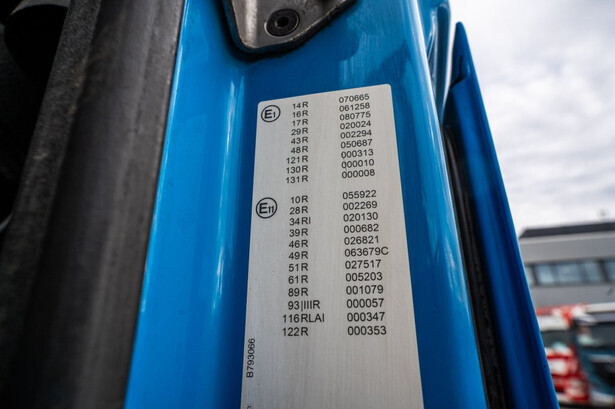 E1
14R 070665
16R 061258
17R 080775
29R 020024
43R 002294
48R 050687
121R 000313
130R 000010
131R 000008
E11
10R 055922
28R 002269
34RI 020130
39R 000682
46R 026821
49R 063679C
51R 027517
61R 005203
89R 001079
93|IIIR 000057
116RLAI 000347
122R 000353
B793066